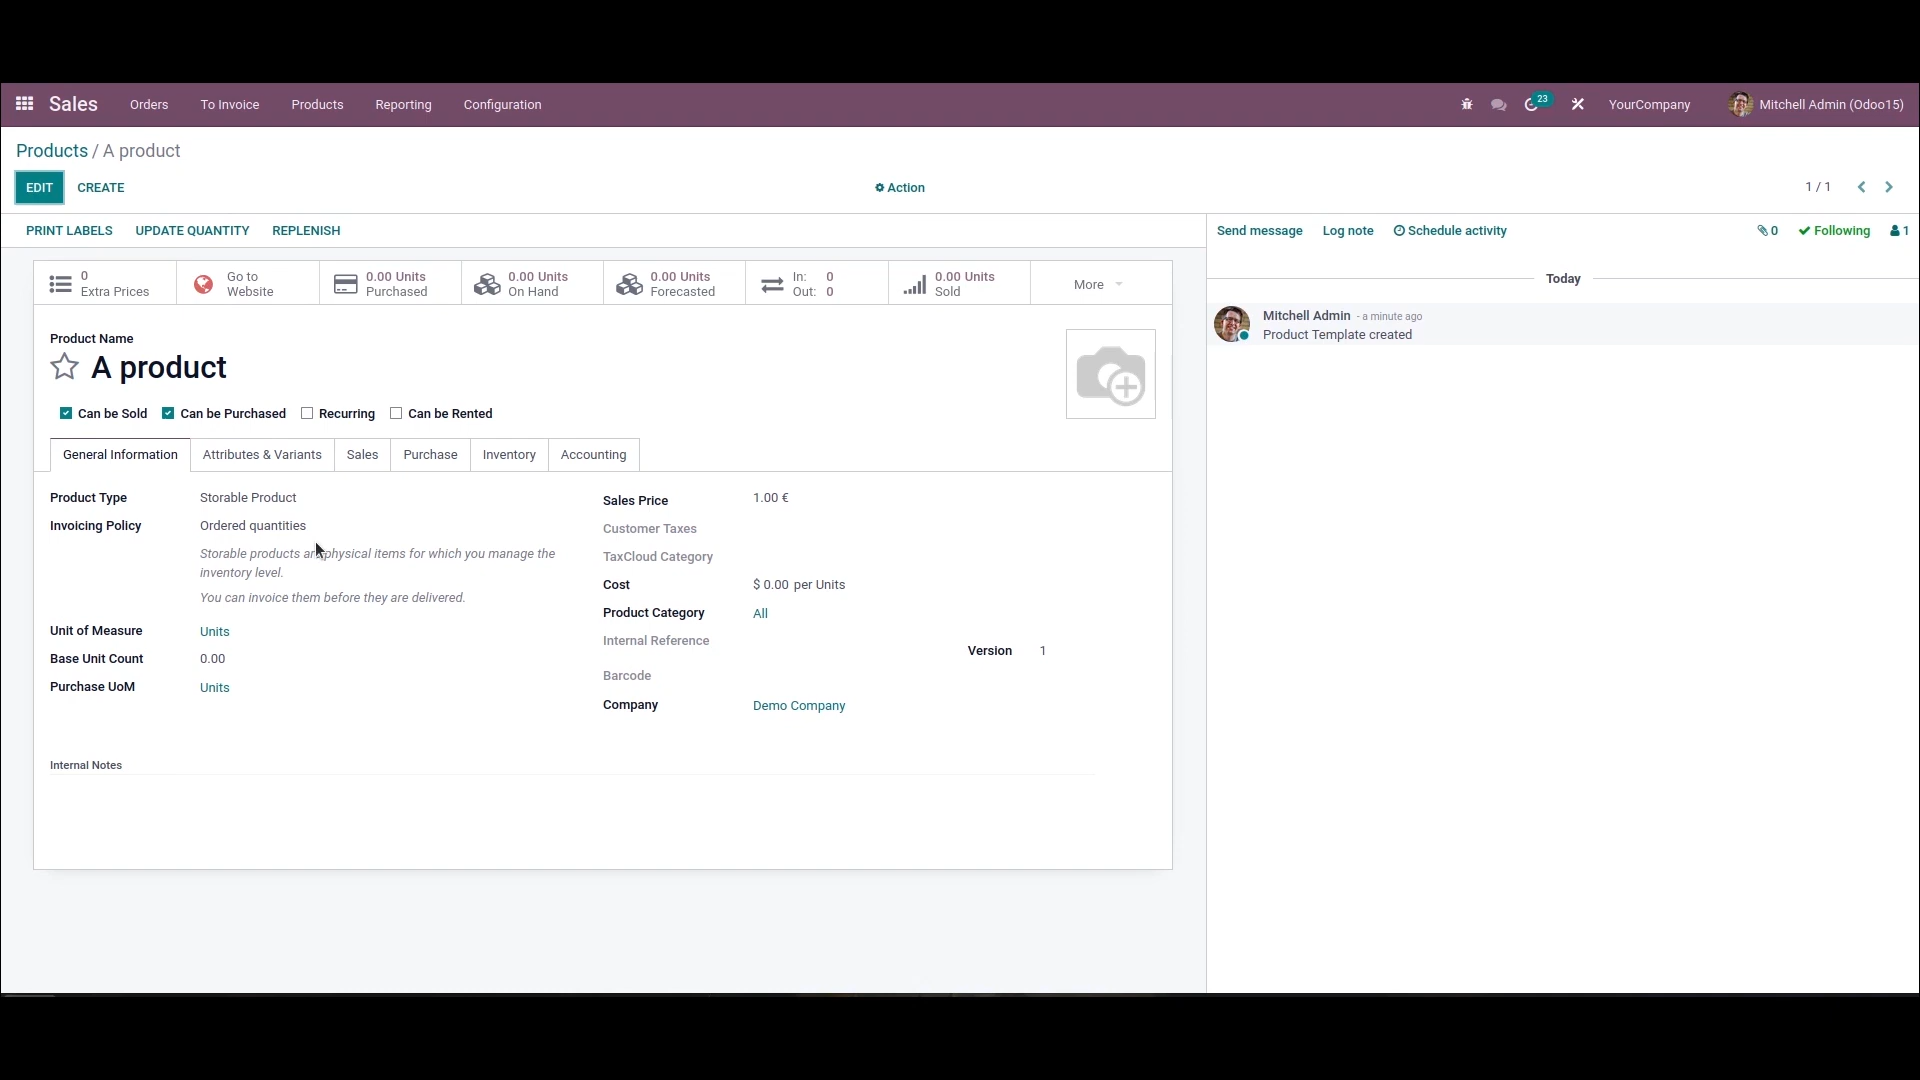 Sales Orders To Invoice Products Reporting Configuration 23 YourCompany Mitchell Admin (Odoo15)
Products / A product
EDIT CREATE Action 1 / 1
PRINT LABELS UPDATE QUANTITY REPLENISH
Send message Log note Schedule activity 0 Following 1
0
Extra Prices
Go to
Website
0.00 Units
Purchased
0.00 Units
On Hand
0.00 Units
Forecasted
In: 0
Out: 0
0.00 Units
Sold
More
Today
Mitchell Admin - a minute ago
Product Template created
Product Name
A product
Can be Sold Can be Purchased Recurring Can be Rented
General Information Attributes & Variants Sales Purchase Inventory Accounting
Product Type Storable Product
Invoicing Policy Ordered quantities
Storable products are physical items for which you manage the
inventory level.
You can invoice them before they are delivered.
Unit of Measure Units
Base Unit Count 0.00
Purchase UoM Units
Sales Price 1.00 €
Customer Taxes
TaxCloud Category
Cost $ 0.00 per Units
Product Category All
Internal Reference
Version 1
Barcode
Company Demo Company
Internal Notes